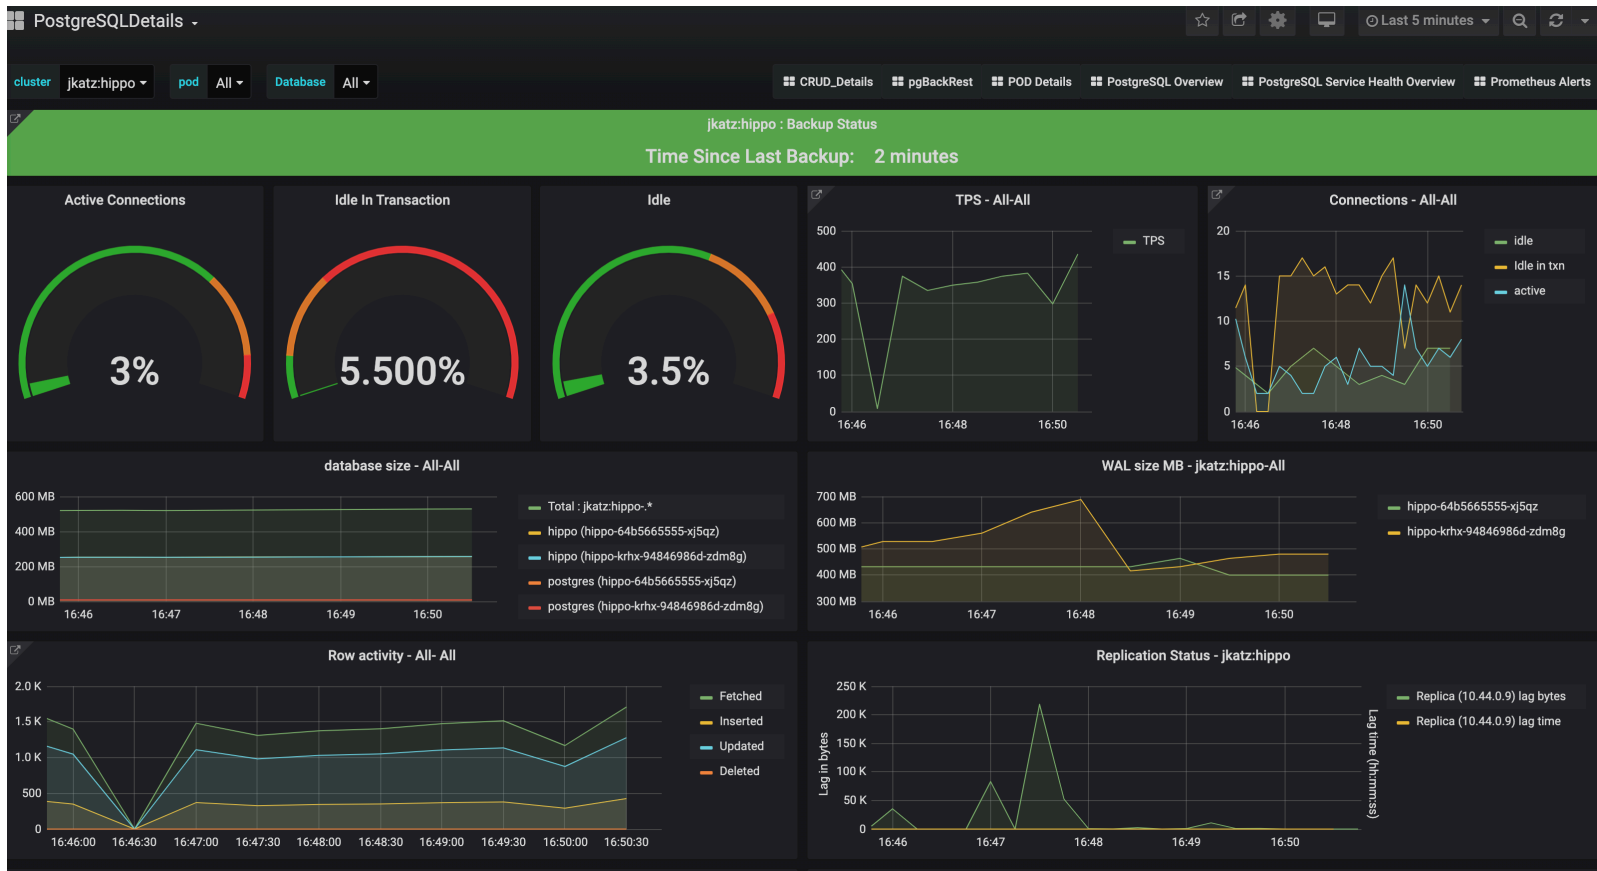 PostgreSQLDetails
Last 5 minutes
cluster jkatz:hippo pod All Database All
CRUD_Details pgBackRest POD Details PostgreSQL Overview PostgreSQL Service Health Overview Prometheus Alerts
jkatz:hippo : Backup Status
Time Since Last Backup: 2 minutes
Active Connections
3%
Idle In Transaction
5.500%
Idle
3.5%
TPS - All-All
500
400
300
200
100
0
16:46 16:48 16:50
TPS
Connections - All-All
20
15
10
5
0
16:46 16:48 16:50
idle
Idle in txn
active
database size - All-All
600 MB
400 MB
200 MB
0 MB
16:46 16:47 16:48 16:49 16:50
Total : jkatz:hippo-.*
hippo (hippo-64b5665555-xj5qz)
hippo (hippo-krhx-94846986d-zdm8g)
postgres (hippo-64b5665555-xj5qz)
postgres (hippo-krhx-94846986d-zdm8g)
WAL size MB - jkatz:hippo-All
700 MB
600 MB
500 MB
400 MB
300 MB
16:46 16:47 16:48 16:49 16:50
hippo-64b5665555-xj5qz
hippo-krhx-94846986d-zdm8g
Row activity - All- All
2.0 K
1.5 K
1.0 K
500
0
16:46:00 16:46:30 16:47:00 16:47:30 16:48:00 16:48:30 16:49:00 16:49:30 16:50:00 16:50:30
Fetched
Inserted
Updated
Deleted
Replication Status - jkatz:hippo
Lag in bytes
250 K
200 K
150 K
100 K
50 K
0
16:46 16:47 16:48 16:49 16:50
Lag time (hh:mm:ss)
Replica (10.44.0.9) lag bytes
Replica (10.44.0.9) lag time